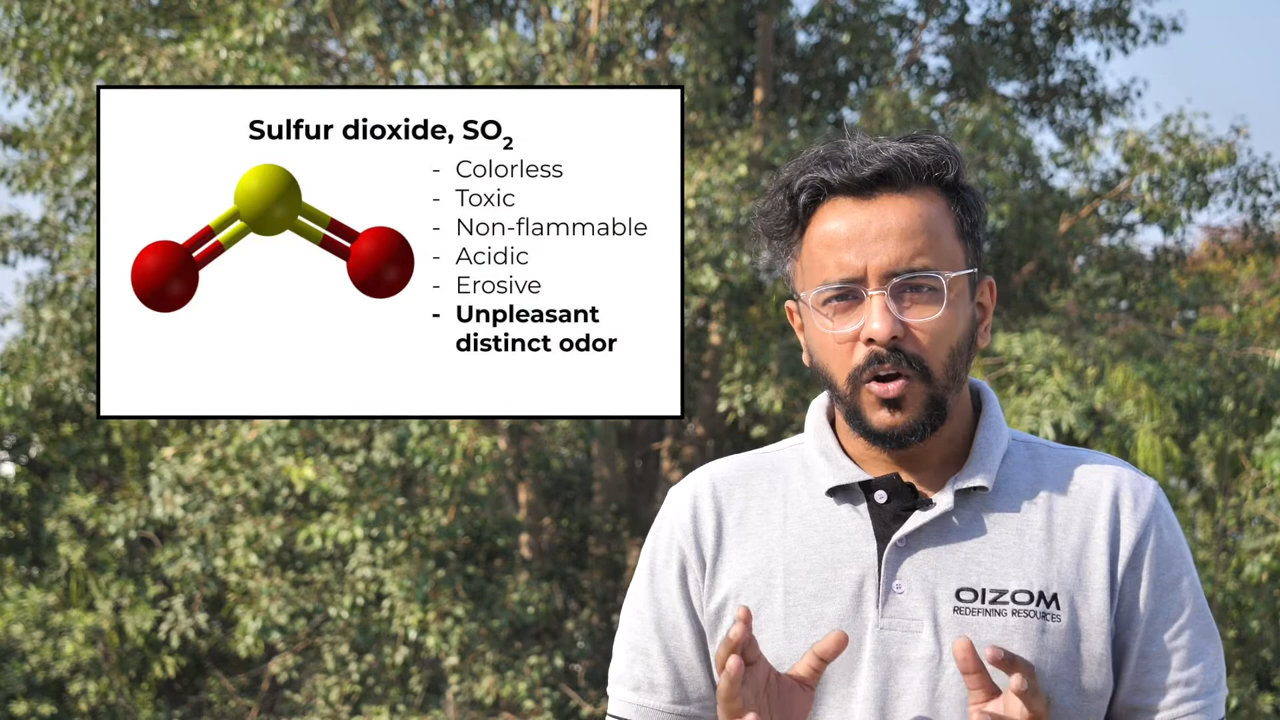 Sulfur dioxide, SO₂
- Colorless
- Toxic
- Non-flammable
- Acidic
- Erosive
- Unpleasant
distinct odor
OIZOM
REDEFINING RESOURCES